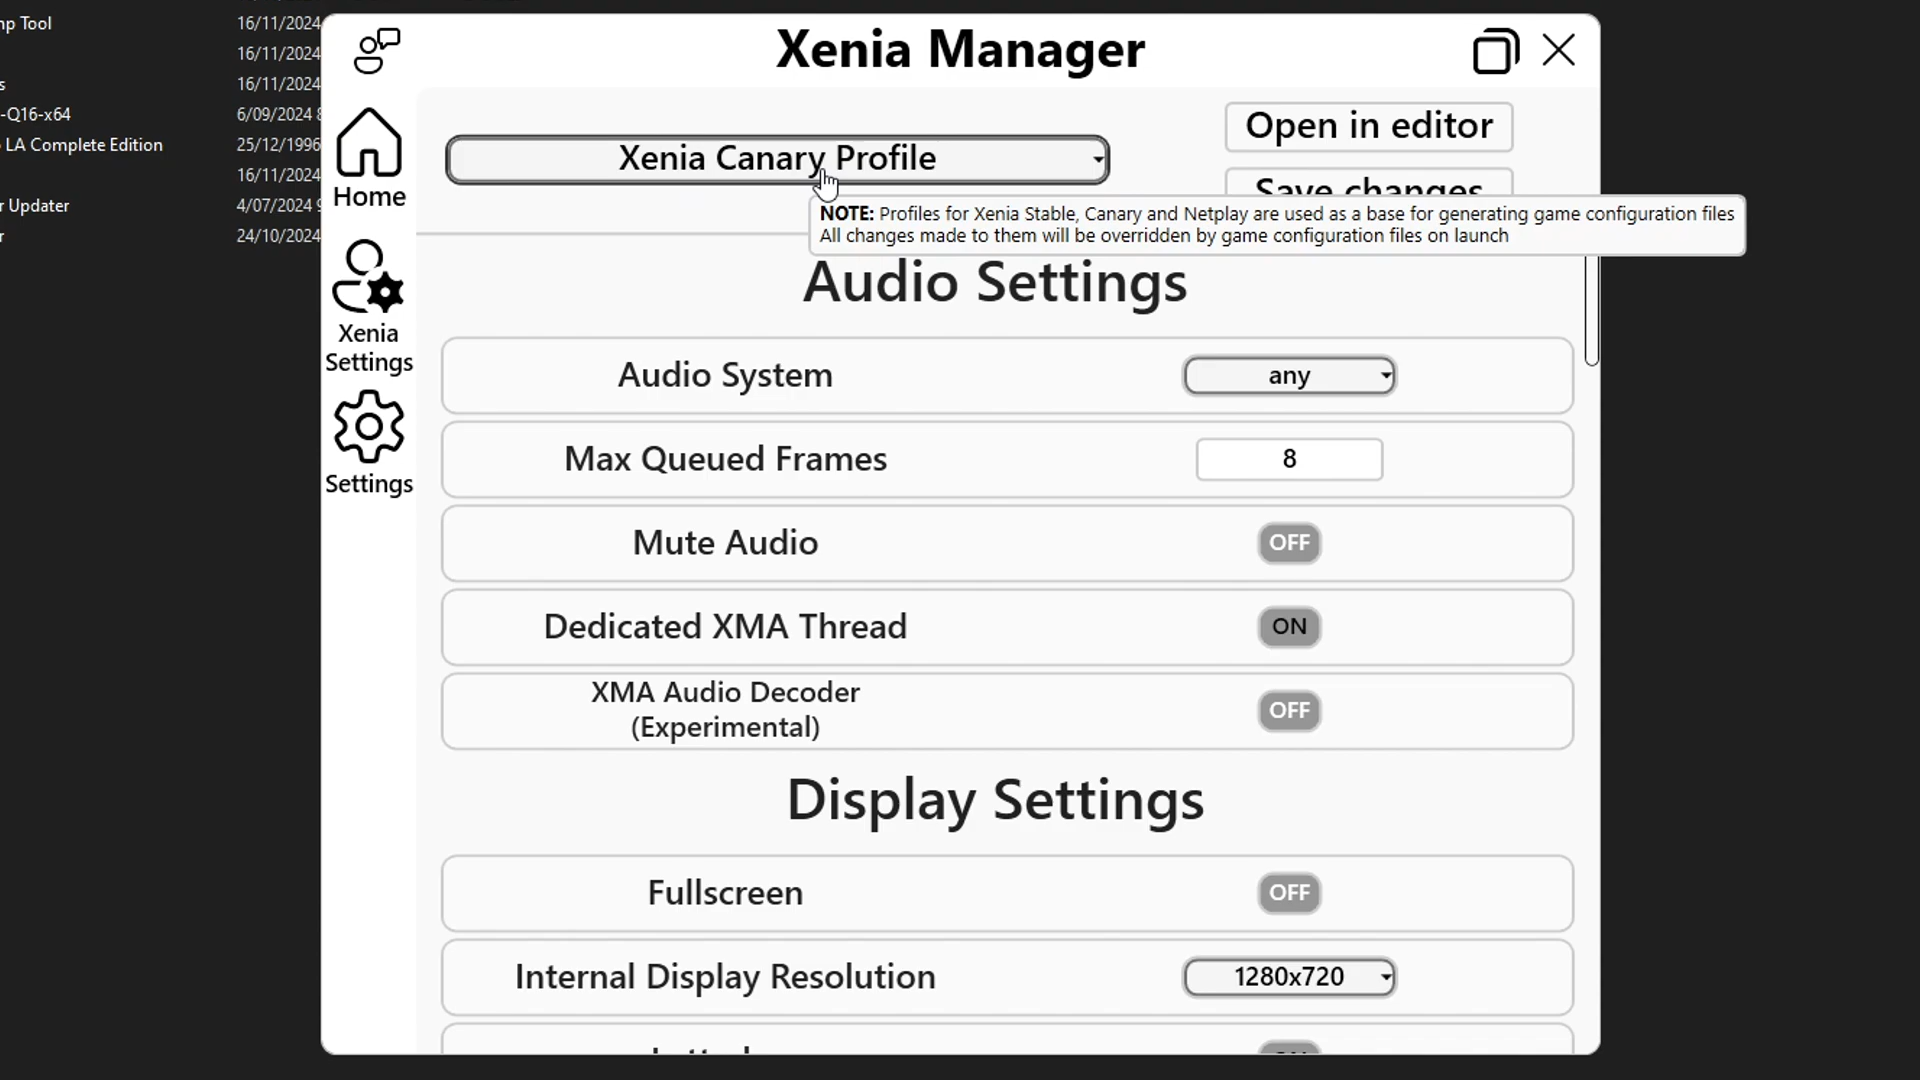 mp Tool 16/11/2024
16/11/2024
s 16/11/2024
-Q16-x64 6/09/2024 8
LA Complete Edition 25/12/1996
16/11/2024
r Updater 4/07/2024 9
r 24/10/2024
Xenia Manager
Home
Xenia
Settings
Settings
Xenia Canary Profile
Open in editor
Save changes
NOTE: Profiles for Xenia Stable, Canary and Netplay are used as a base for generating game configuration files
All changes made to them will be overridden by game configuration files on launch
Audio Settings
Audio System any
Max Queued Frames 8
Mute Audio OFF
Dedicated XMA Thread ON
XMA Audio Decoder
(Experimental) OFF
Display Settings
Fullscreen OFF
Internal Display Resolution 1280x720